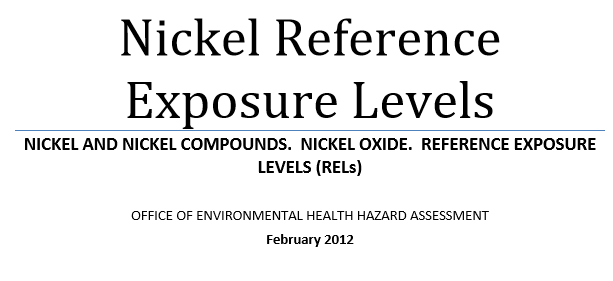 Nickel Reference
Exposure Levels
NICKEL AND NICKEL COMPOUNDS.  NICKEL OXIDE.  REFERENCE EXPOSURE
LEVELS (RELs)
OFFICE OF ENVIRONMENTAL HEALTH HAZARD ASSESSMENT
February 2012